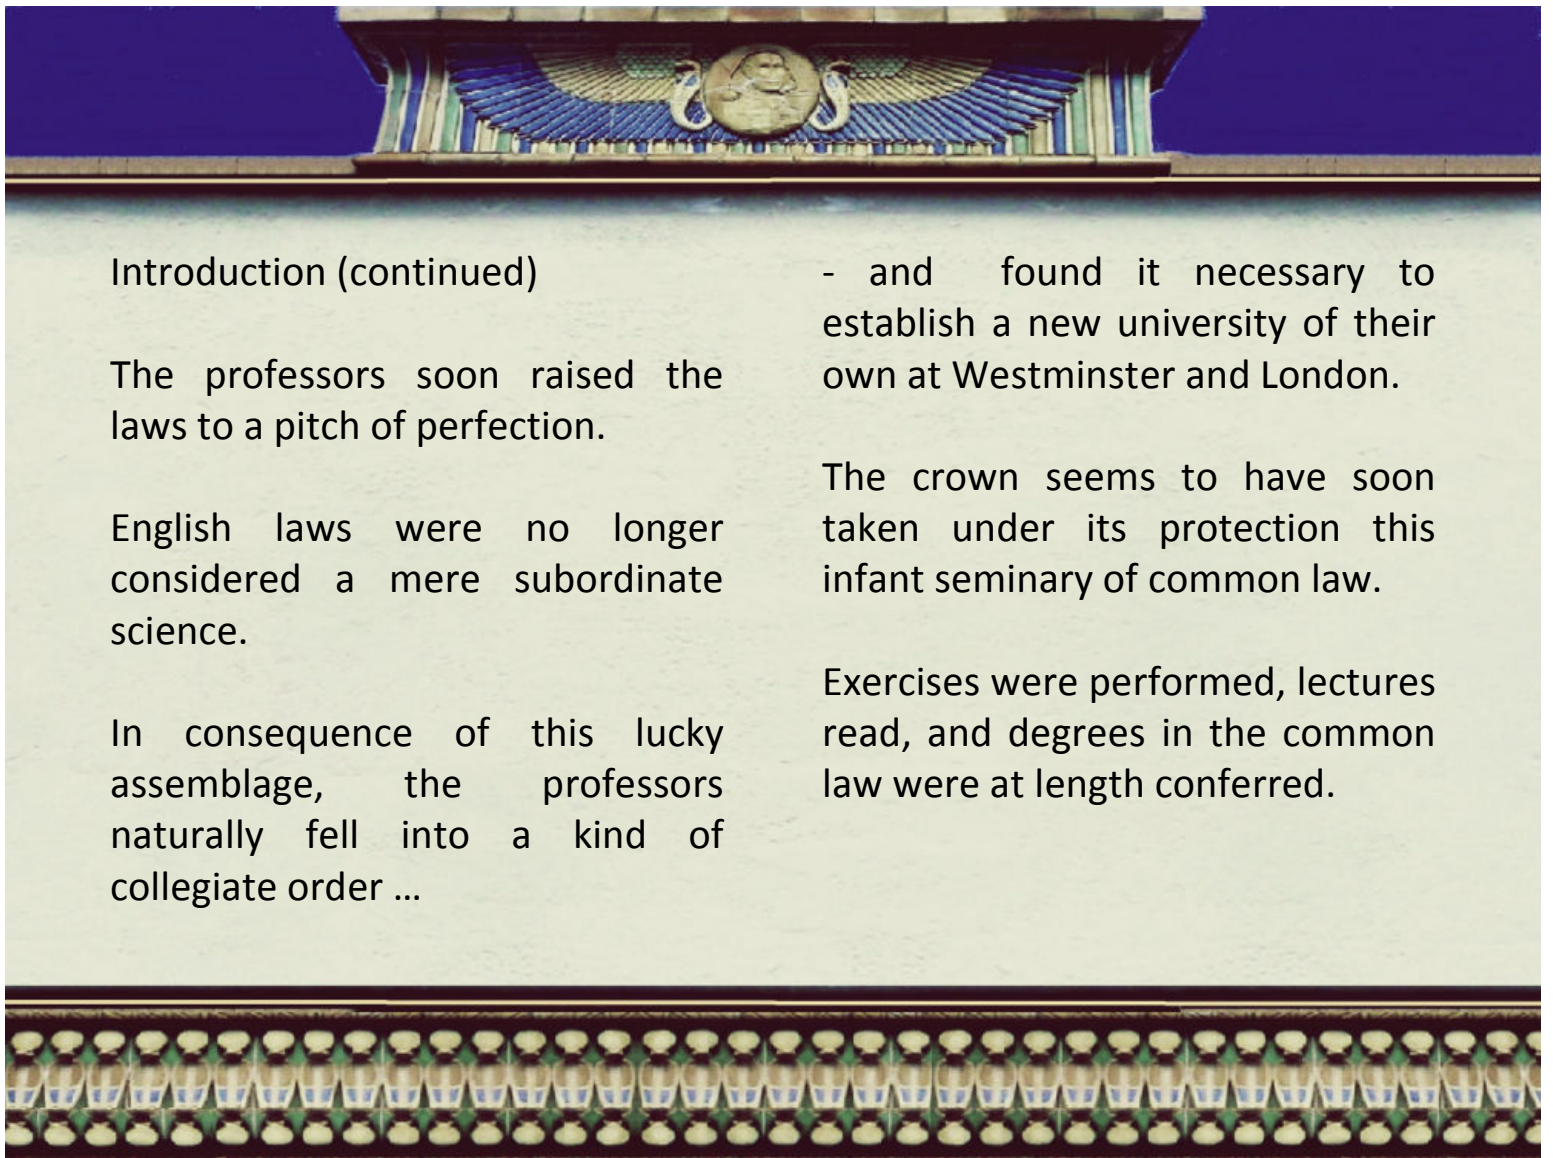 Introduction (continued)
The professors soon raised the
laws to a pitch of perfection.
English laws were no longer
considered a mere subordinate
science.
In consequence of this lucky
assemblage, the professors
naturally fell into a kind of
collegiate order …
- and found it necessary to
establish a new university of their
own at Westminster and London.
The crown seems to have soon
taken under its protection this
infant seminary of common law.
Exercises were performed, lectures
read, and degrees in the common
law were at length conferred.